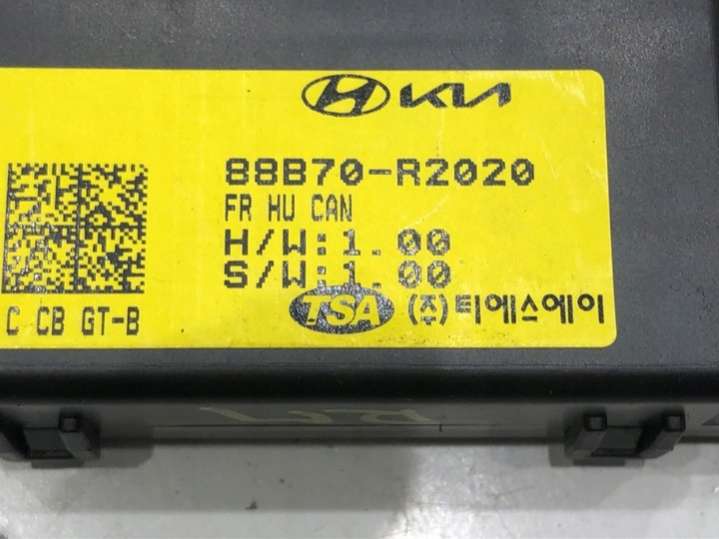 KIA
88B70-R2020
FR HU CAN
H/W:1.00
S/W:1.00
TSA (주)티에스에이
C CB GT-B